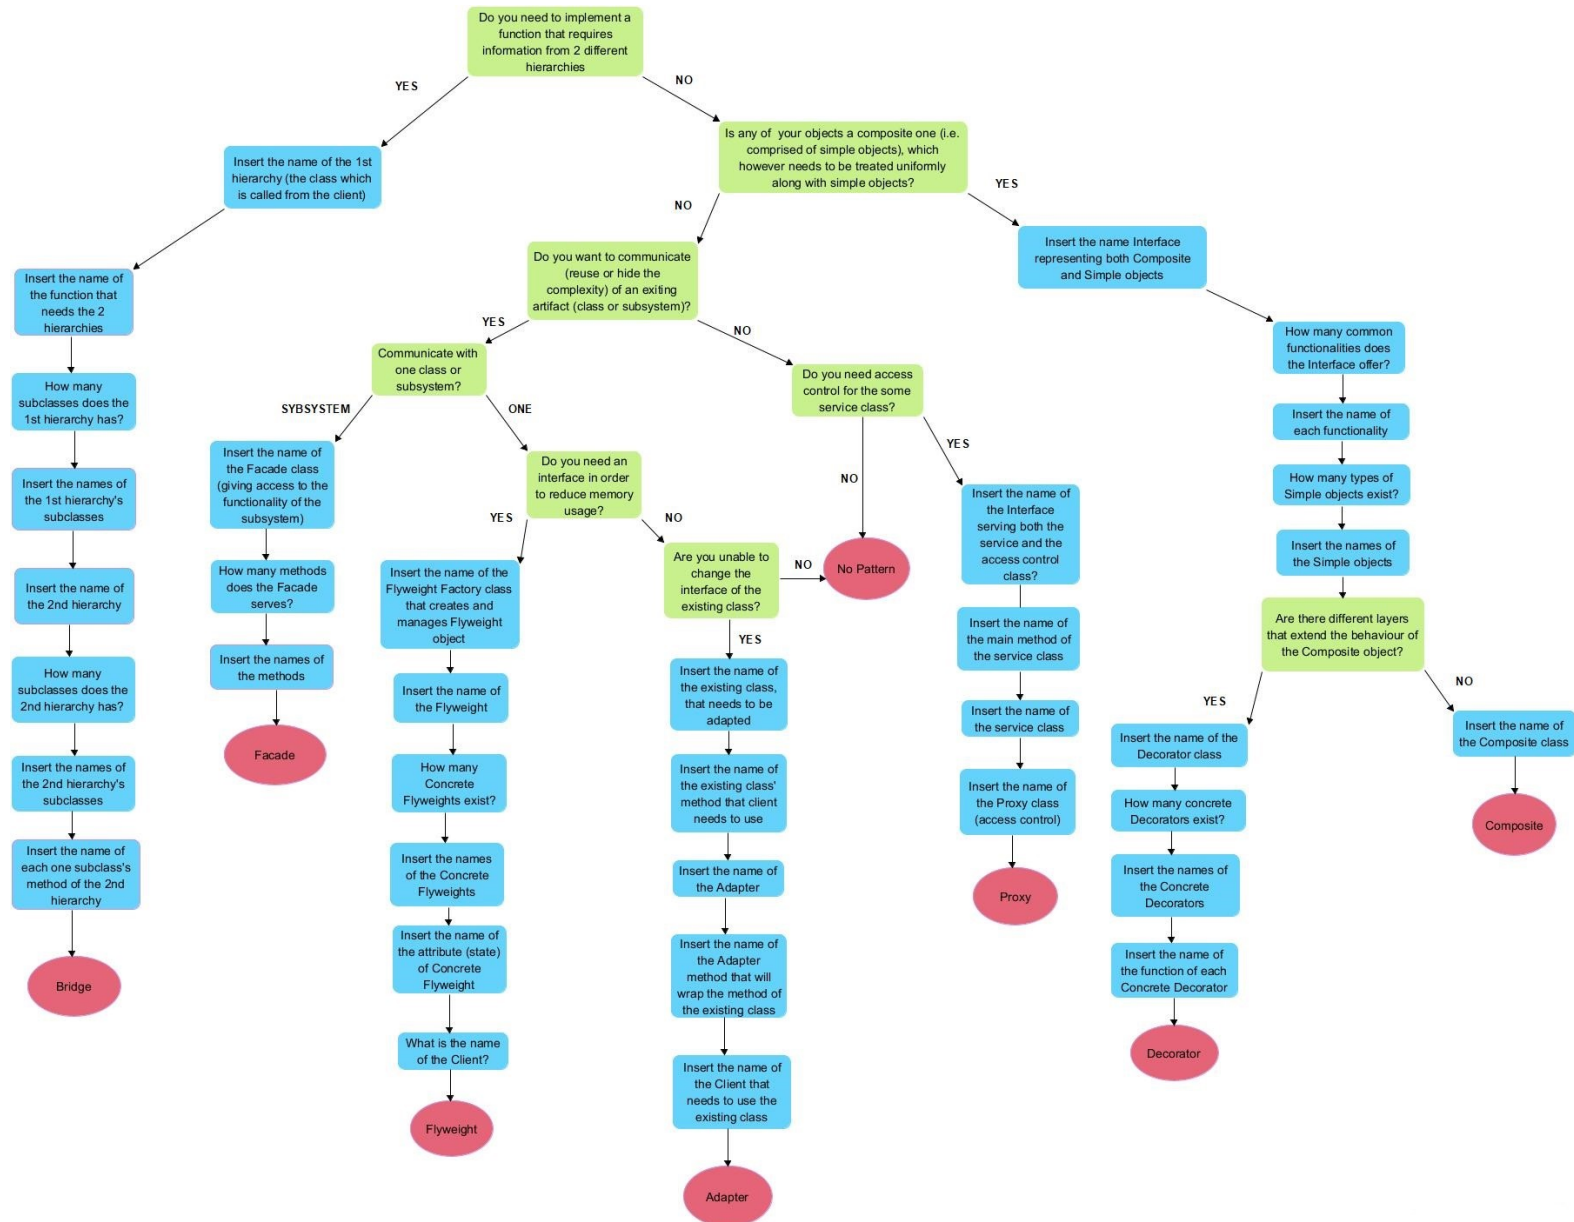 Do you need to implement a
function that requires
information from 2 different
hierarchies
YES
NO
Insert the name of the 1st
hierarchy (the class which
is called from the client)
Is any of  your objects a composite one (i.e.
comprised of simple objects), which
however needs to be treated uniformly
along with simple objects?
NO
YES
Insert the name of
the function that
needs the 2
hierarchies
Do you want to communicate
(reuse or hide the
complexity) of an exiting
artifact (class or subsystem)?
Insert the name Interface
representing both Composite
and Simple objects
YES
NO
How many
subclasses does the
1st hierarchy has?
Communicate with
one class or
subsystem?
Do you need access
control for the some
service class?
How many common
functionalities does
the Interface offer?
SYBSYSTEM
ONE
NO
YES
Insert the name of
each functionality
Insert the names of
the 1st hierarchy's
subclasses
Insert the name of
the Facade class
(giving access to the
functionality of the
subsystem)
Do you need an
interface in order
to reduce memory
usage?
YES
NO
Insert the name of
the Interface
serving both the
service and the
access control
class?
How many types of
Simple objects exist?
Insert the name of
the 2nd hierarchy
How many methods
does the Facade
serves?
Insert the name of the
Flyweight Factory class
that creates and
manages Flyweight
object
Are you unable to
change the
interface of the
existing class?
NO
YES
No Pattern
Insert the names of
the Simple objects
How many
subclasses does the
2nd hierarchy has?
Insert the names of
the methods
Insert the name of
the Flyweight
Insert the name of
the existing class,
that needs to be
adapted
Insert the name of
the main method of
the service class
Are there different layers
that extend the behaviour of
the Composite object?
YES
NO
Insert the names of
the 2nd hierarchy's
subclasses
Facade
How many
Concrete
Flyweights exist?
Insert the name of
the existing class'
method that client
needs to use
Insert the name of
the service class
Insert the name of the
Decorator class
Insert the name of
the Composite class
Insert the name of
each one subclass's
method of the 2nd
hierarchy
Insert the names
of the Concrete
Flyweights
Insert the name of
the Adapter
Insert the name of
the Proxy class
(access control)
How many concrete
Decorators exist?
Composite
Bridge
Insert the name of
the attribute (state)
of Concrete
Flyweight
Insert the name of
the Adapter
method that will
wrap the method of
the existing class
Proxy
Insert the names of
the Concrete
Decorators
What is the name
of the Client?
Insert the name of
the Client that
needs to use the
existing class
Insert the name of
the function of each
Concrete Decorator
Flyweight
Adapter
Decorator